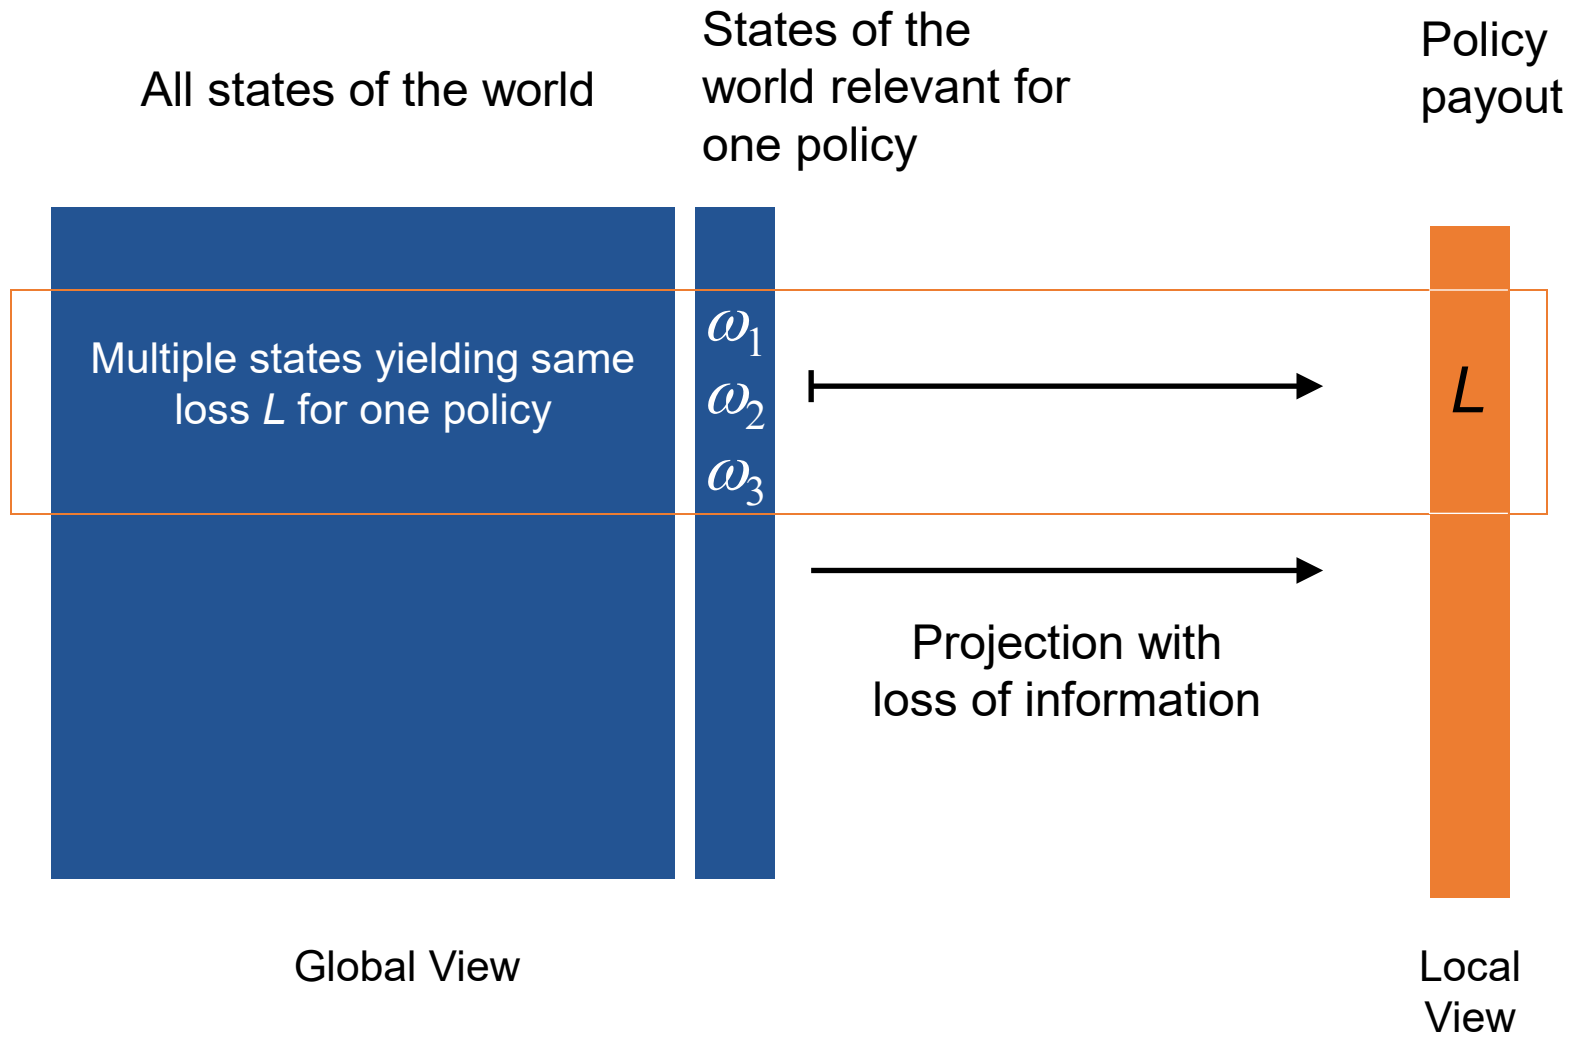 All states of the world
States of the
world relevant for
one policy
Policy
payout
Multiple states yielding same
loss L for one policy
ω1
ω2
ω3
L
Projection with
loss of information
Global View
Local
View